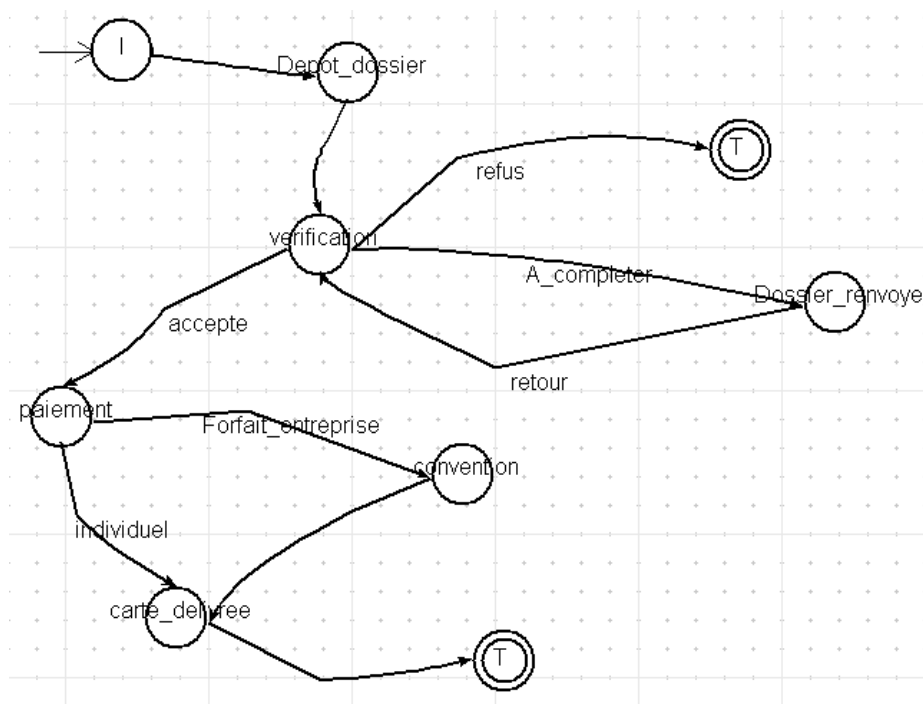 I
Depot_dossier
T
refus
verification
A_completer
Dossier_renvoye
accepte
retour
paiement
Forfait_entreprise
convention
individuel
carte_delivree
T